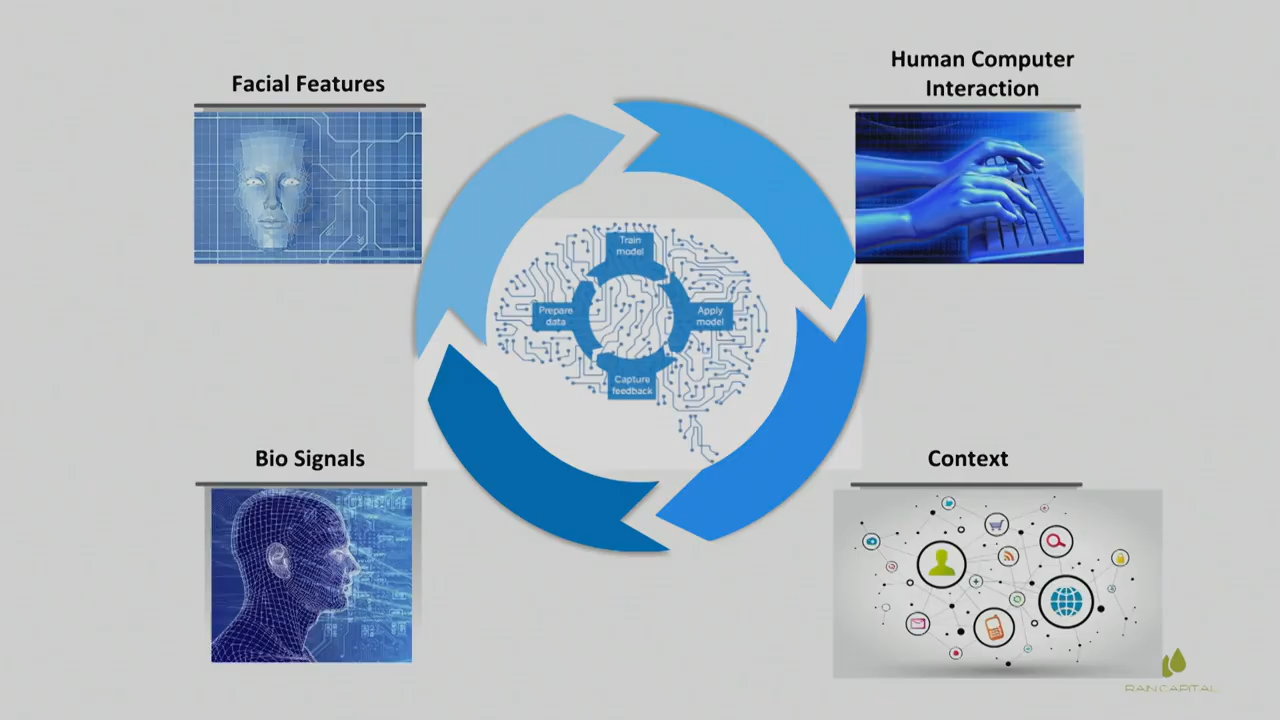 Facial Features
Human Computer
Interaction
Train
model
Prepare
data
Apply
model
Capture
feedback
Bio Signals
Context
RAIN CAPITAL